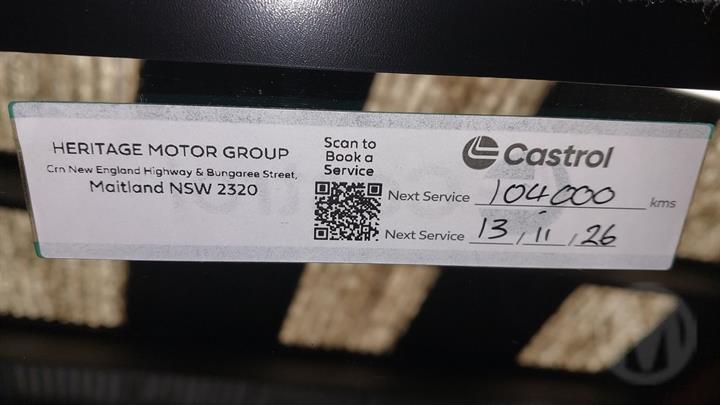 HERITAGE MOTOR GROUP
Crn New England Highway & Bungaree Street,
Maitland NSW 2320
Scan to
Book a
Service
Castrol
Next Service 104000 kms
Next Service 13, 11, 26